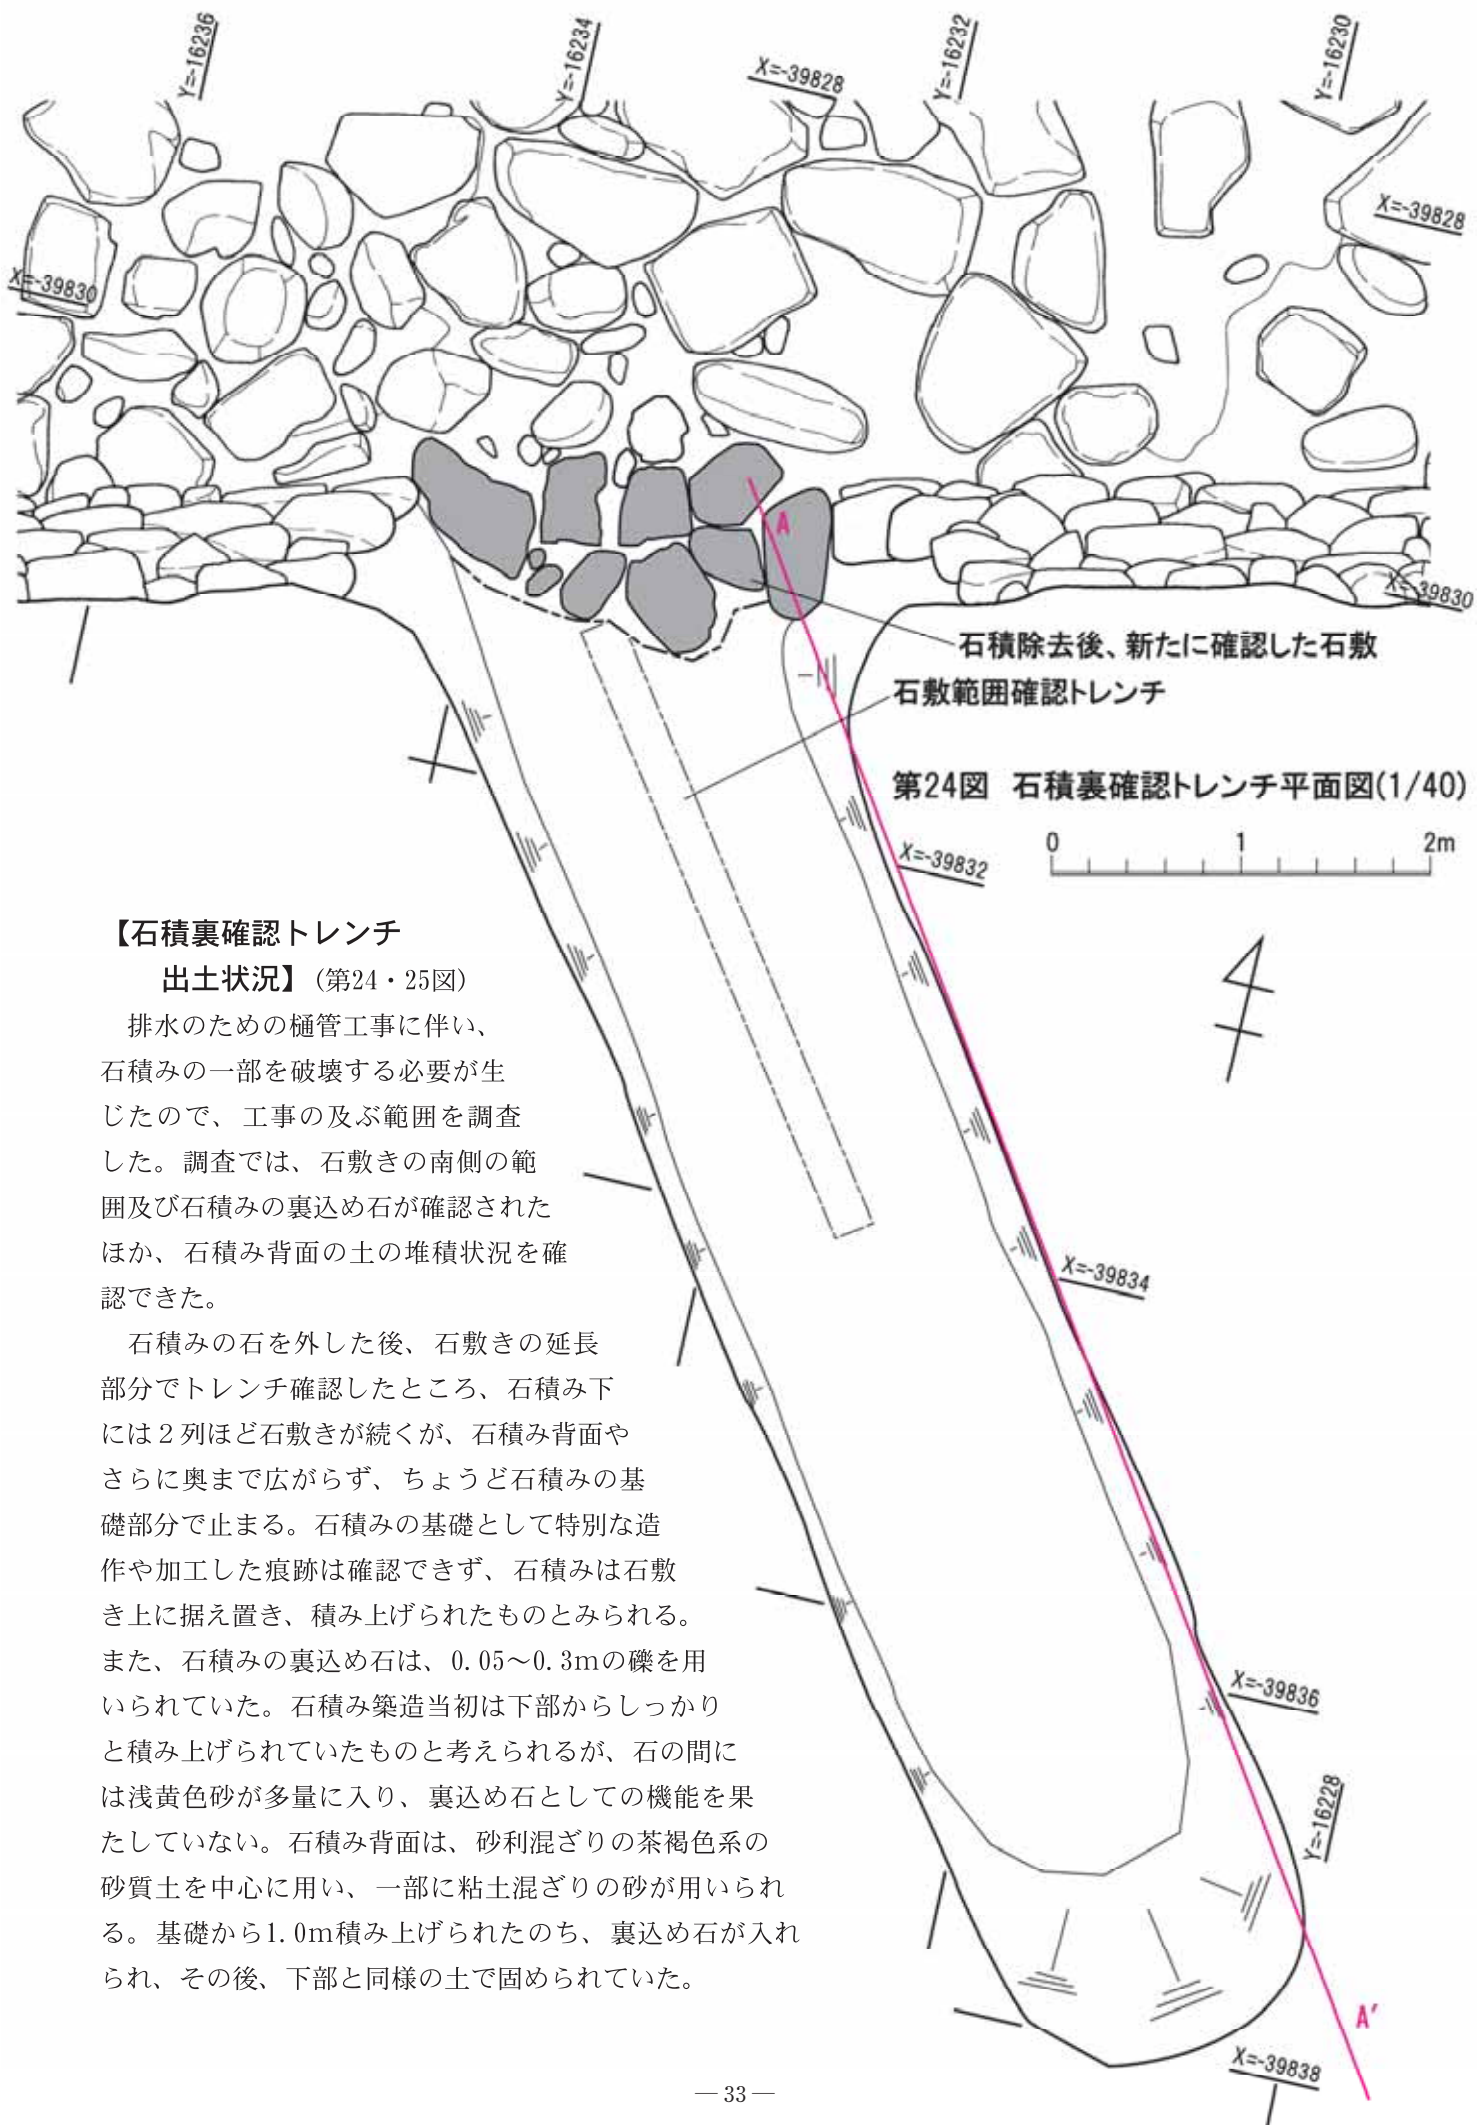 Y=-16236
Y=-16234
X=-39828
Y=-16232
Y=-16230
X=-39828
X=-39830
A
X=-39830
石積除去後、新たに確認した石敷
石敷範囲確認トレンチ
第24図 石積裏確認トレンチ平面図(1/40)
0 1 2m
X=-39832
【石積裏確認トレンチ
出土状況】（第24・25図）
排水のための樋管工事に伴い、
石積みの一部を破壊する必要が生
じたので、工事の及ぶ範囲を調査
した。調査では、石敷きの南側の範
囲及び石積みの裏込め石が確認された
ほか、石積み背面の土の堆積状況を確
認できた。
石積みの石を外した後、石敷きの延長
部分でトレンチ確認したところ、石積み下
には２列ほど石敷きが続くが、石積み背面や
さらに奥まで広がらず、ちょうど石積みの基
礎部分で止まる。石積みの基礎として特別な造
作や加工した痕跡は確認できず、石積みは石敷
き上に据え置き、積み上げられたものとみられる。
また、石積みの裏込め石は、0.05～0.3mの礫を用
いられていた。石積み築造当初は下部からしっかり
と積み上げられていたものと考えられるが、石の間に
は浅黄色砂が多量に入り、裏込め石としての機能を果
たしていない。石積み背面は、砂利混ざりの茶褐色系の
砂質土を中心に用い、一部に粘土混ざりの砂が用いられ
る。基礎から1.0m積み上げられたのち、裏込め石が入れ
られ、その後、下部と同様の土で固められていた。
X=-39834
X=-39836
Y=-16228
A′
X=-39838
― 33 ―